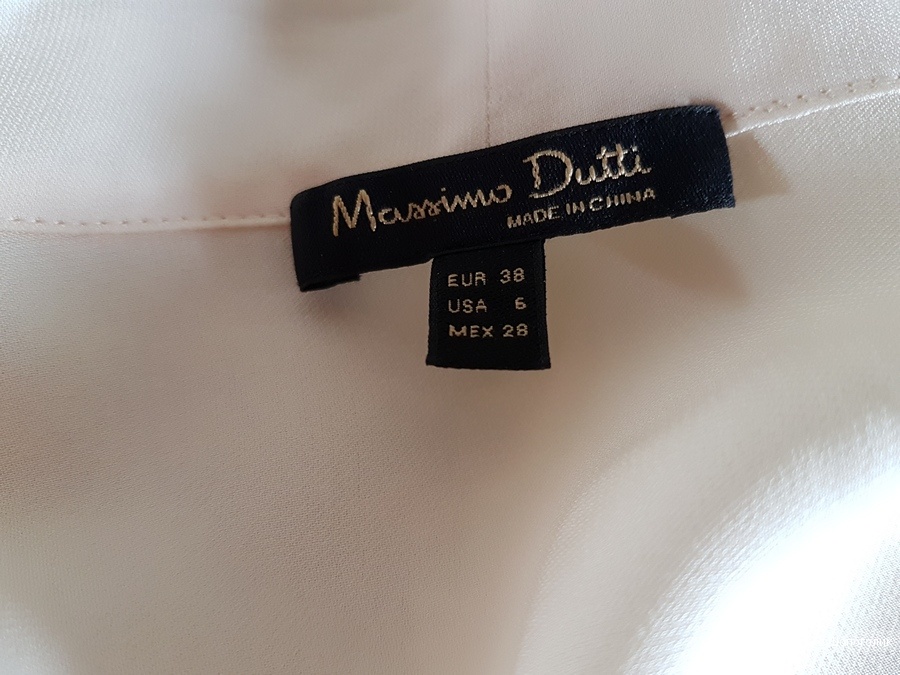 Massimo Dutti
MADE IN CHINA
EUR 38
USA 6
MEX 28